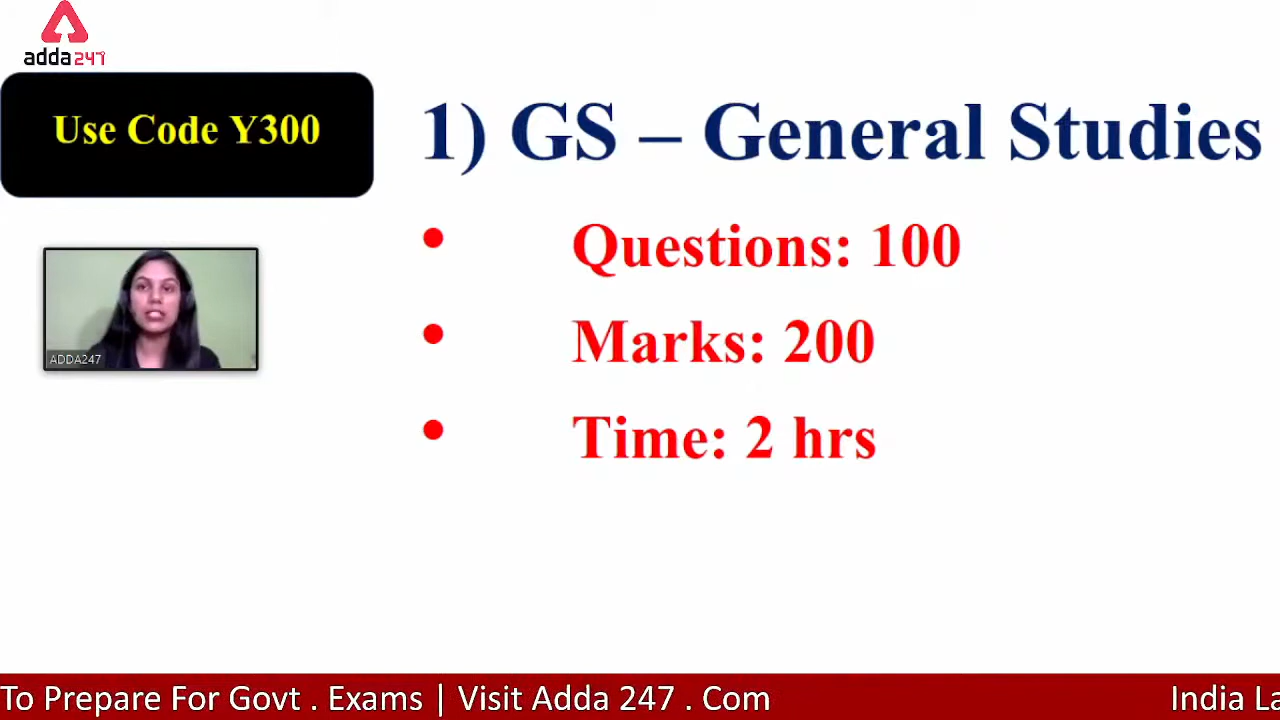 adda247
Use Code Y300
1) GS – General Studies
• Questions: 100
• Marks: 200
• Time: 2 hrs
ADDA247
To Prepare For Govt . Exams | Visit Adda 247 . Com
India La